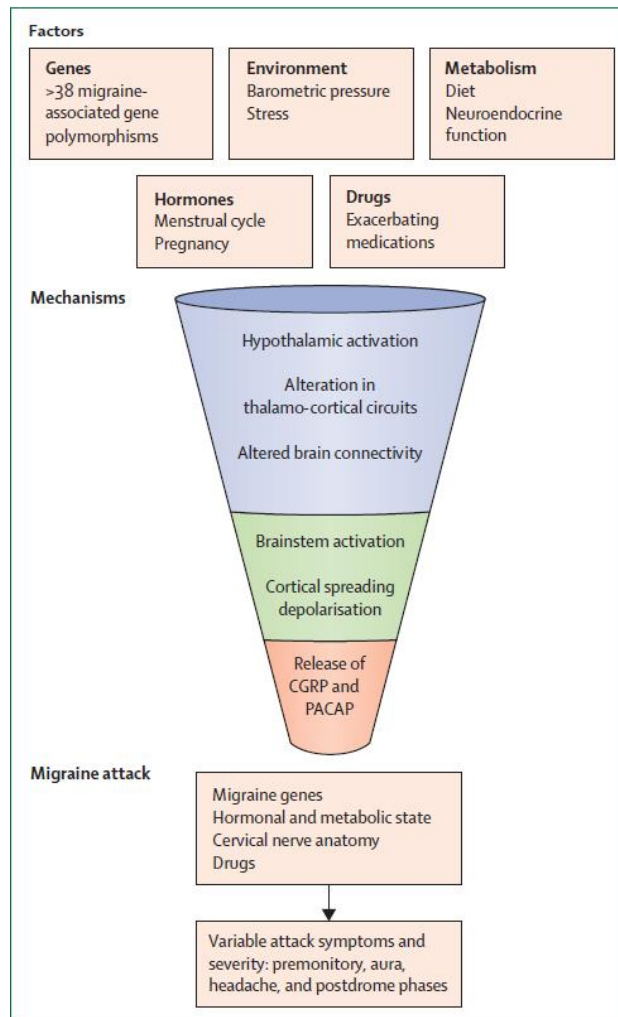 Factors
Genes
>38 migraine-
associated gene
polymorphisms
Environment
Barometric pressure
Stress
Metabolism
Diet
Neuroendocrine
function
Hormones
Menstrual cycle
Pregnancy
Drugs
Exacerbating
medications
Mechanisms
Hypothalamic activation
Alteration in
thalamo-cortical circuits
Altered brain connectivity
Brainstem activation
Cortical spreading
depolarisation
Release of
CGRP and
PACAP
Migraine attack
Migraine genes
Hormonal and metabolic state
Cervical nerve anatomy
Drugs
Variable attack symptoms and
severity: premonitory, aura,
headache, and postdrome phases